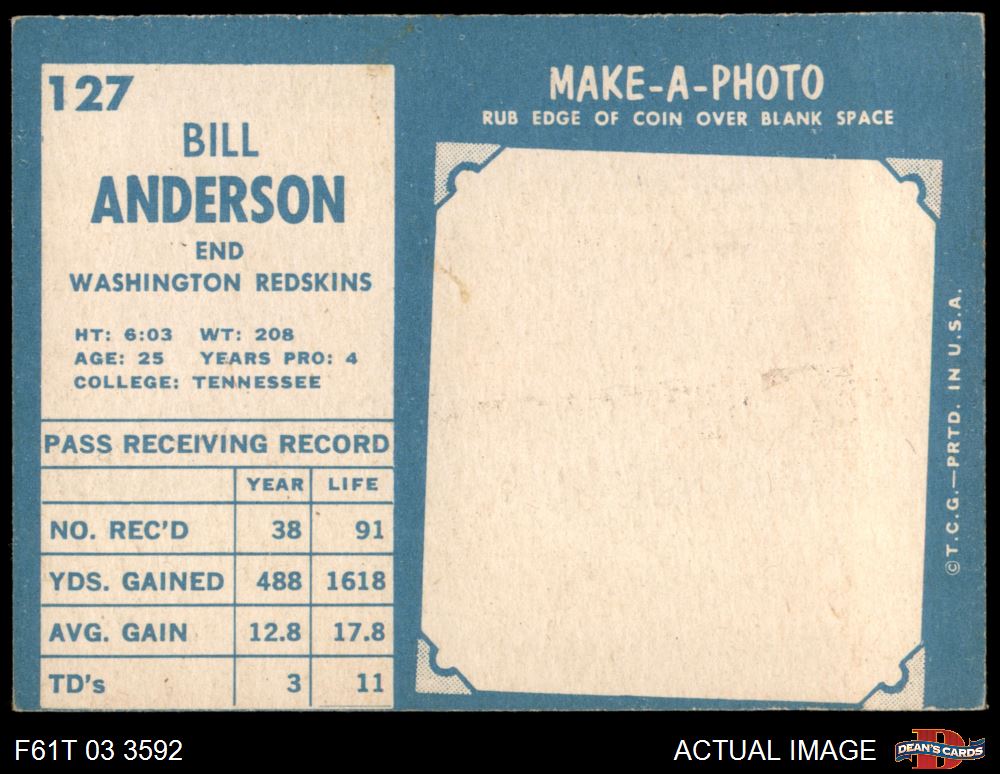 127
BILL
ANDERSON
END
WASHINGTON REDSKINS
HT: 6:03 WT: 208
AGE: 25 YEARS PRO: 4
COLLEGE: TENNESSEE
PASS RECEIVING RECORD
YEAR LIFE
NO. REC'D 38 91
YDS. GAINED 488 1618
AVG. GAIN 12.8 17.8
TD's 3 11
MAKE-A-PHOTO
RUB EDGE OF COIN OVER BLANK SPACE
©T.C.G.—PRTD. IN U.S.A.
F61T 03 3592
ACTUAL IMAGE
DEAN'S CARDS